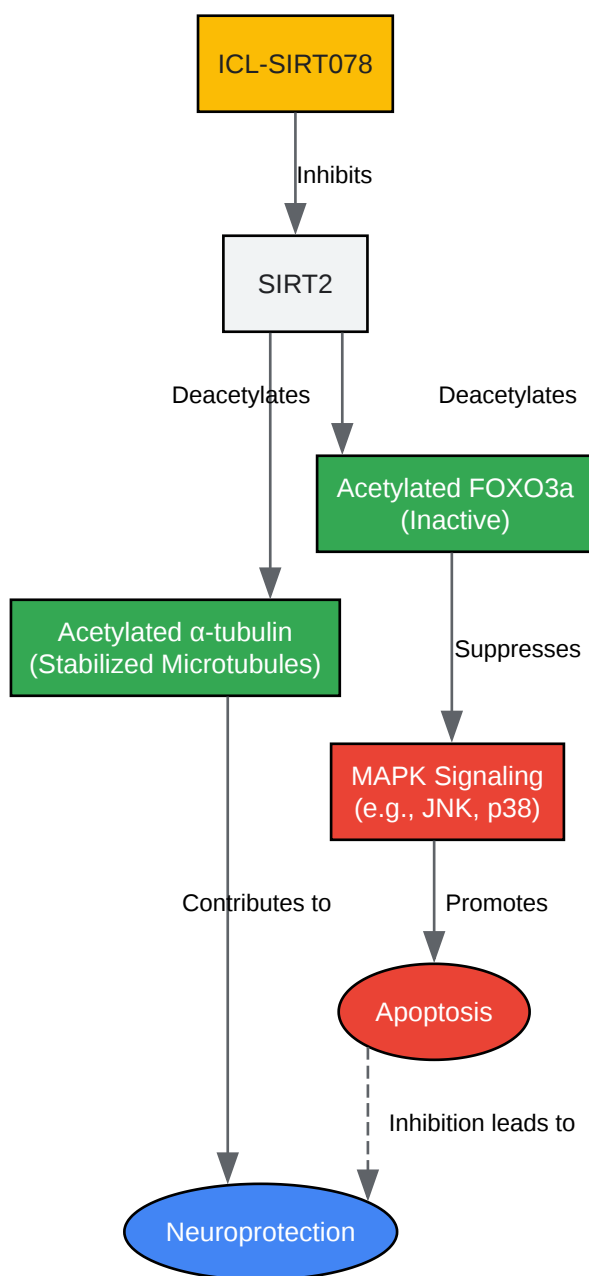 ICL-SIRT078
Inhibits
SIRT2
Deacetylates
Deacetylates
Acetylated FOXO3a
(Inactive)
Acetylated α-tubulin
(Stabilized Microtubules)
Suppresses
MAPK Signaling
(e.g., JNK, p38)
Contributes to
Promotes
Apoptosis
Inhibition leads to
Neuroprotection